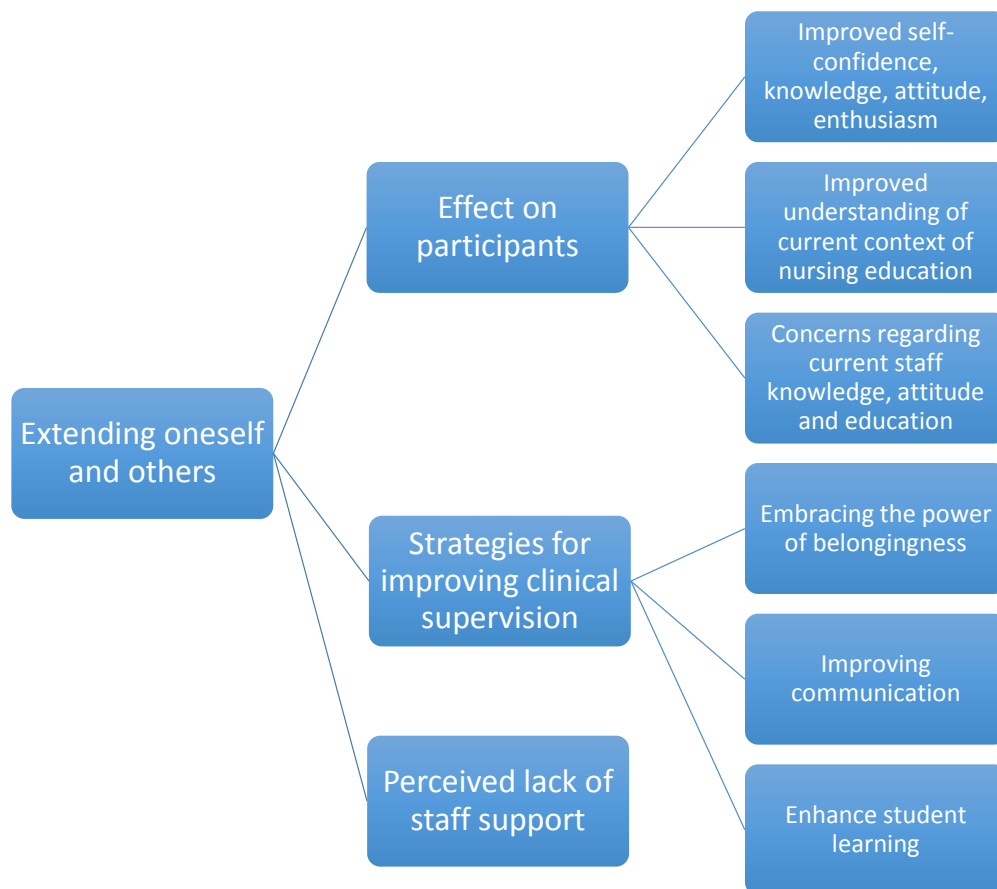 Extending oneself
and others
Effect on
participants
Improved self-
confidence,
knowledge, attitude,
enthusiasm
Improved
understanding of
current context of
nursing education
Concerns regarding
current staff
knowledge, attitude
and education
Strategies for
improving clinical
supervision
Embracing the power
of belongingness
Improving
communication
Enhance student
learning
Perceived lack of
staff support